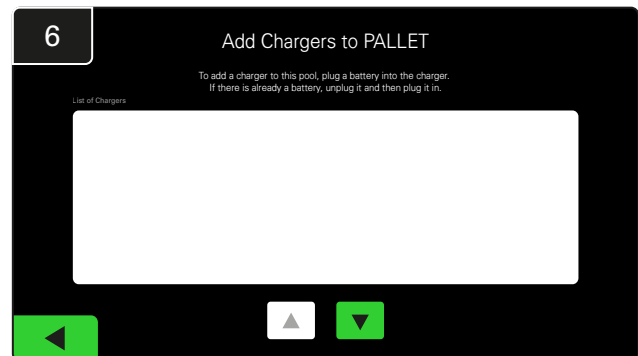 6
Add Chargers to PALLET
To add a charger to this pool, plug a battery into the charger.
If there is already a battery, unplug it and then plug it in.
List of Chargers